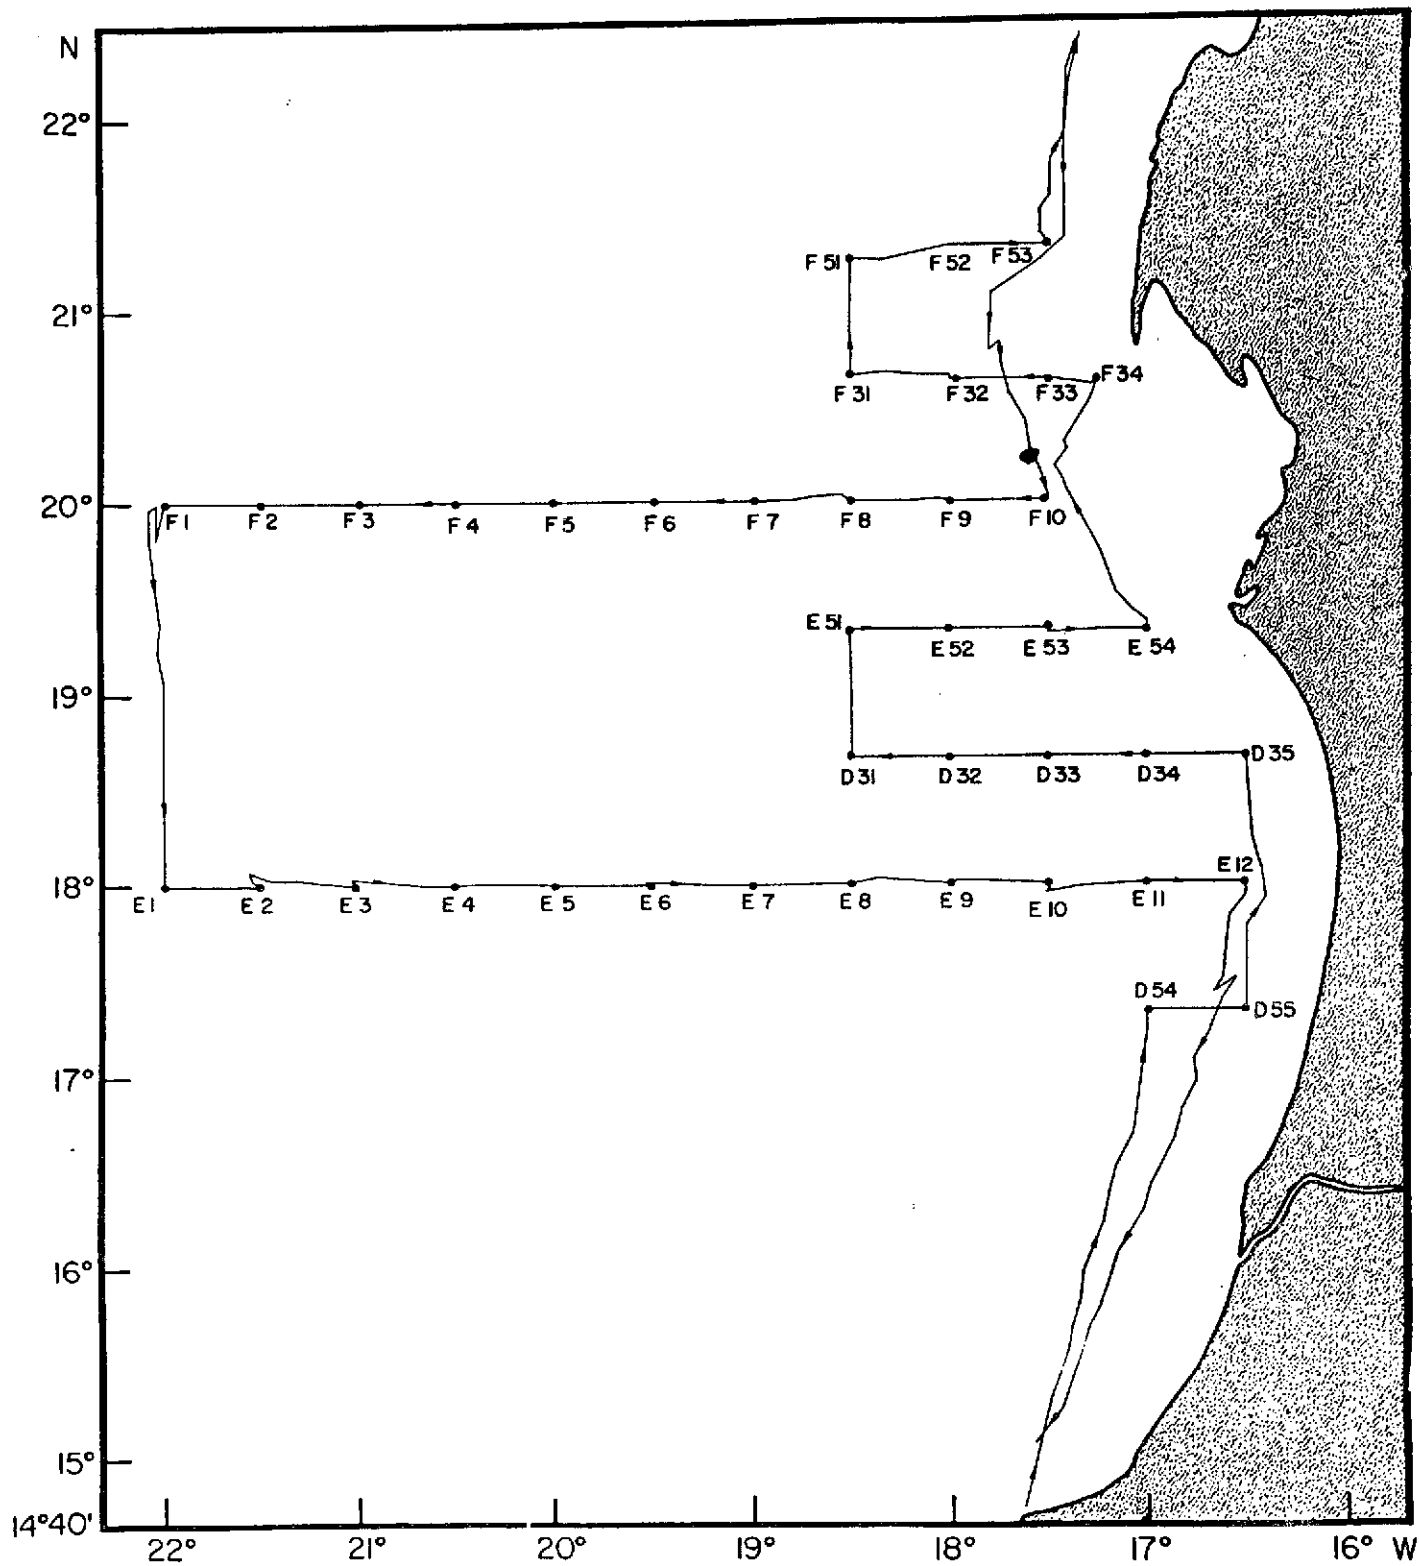 N
22°
F 51 F 52 F 53
21°
F 31 F 32 F 33 F 34
20°
F 1 F 2 F 3 F 4 F 5 F 6 F 7 F 8 F 9 F 10
E 51 E 52 E 53 E 54
19°
D 31 D 32 D 33 D 34 D 35
E 12
18°
E 1 E 2 E 3 E 4 E 5 E 6 E 7 E 8 E 9 E 10 E 11
D 54 D 55
17°
16°
15°
14°40'
22° 21° 20° 19° 18° 17° 16° W